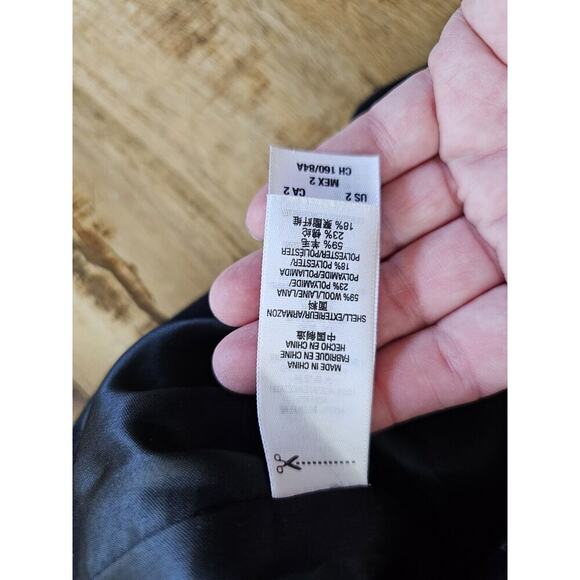 MADE IN CHINA
FABRIQUE EN CHINE
HECHO EN CHINA
中国制造
SHELL/EXTERIEUR/ARMAZON
面料
59% WOOL/LAINE/LANA
23% POLYAMIDE/
POLYAMIDE/POLIAMIDA
18% POLYESTER/
POLYESTER/POLIESTER
59% 羊毛
23% 锦纶
18% 聚酯纤维
US 2 CA 2
MEX 2
CH 160/84A